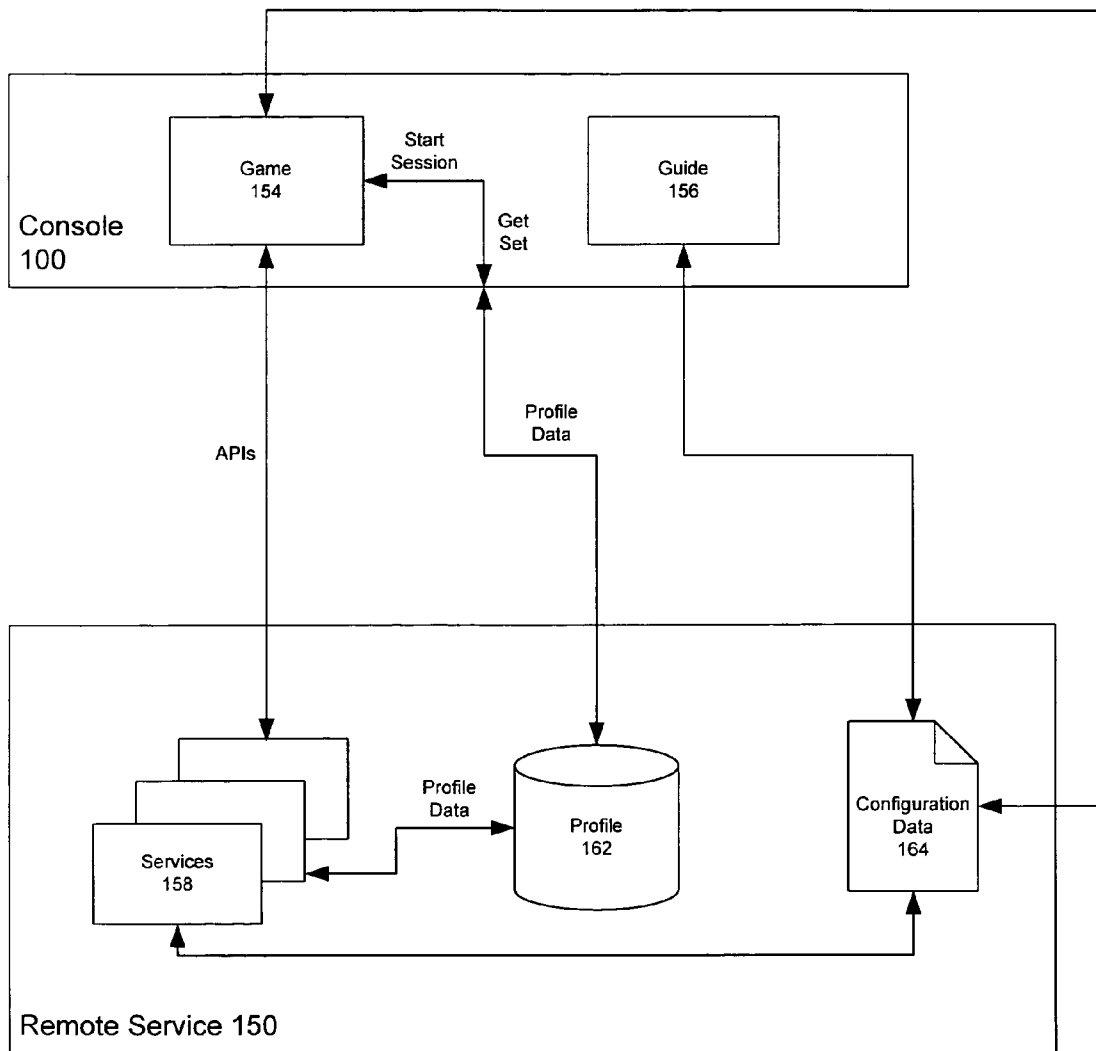 Game
154
Start
Session
Get
Set
Guide
156
Console
100
APIs
Profile
Data
Services
158
Profile
Data
Profile
162
Configuration
Data
164
Remote Service 150